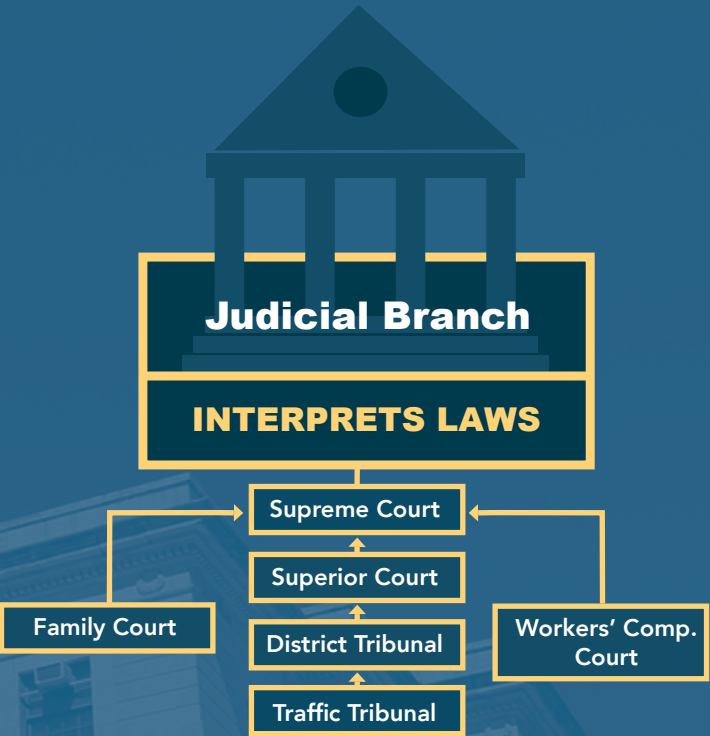 Judicial Branch
INTERPRETS LAWS
Supreme Court
Superior Court
Family Court
District Tribunal
Workers' Comp.
Court
Traffic Tribunal